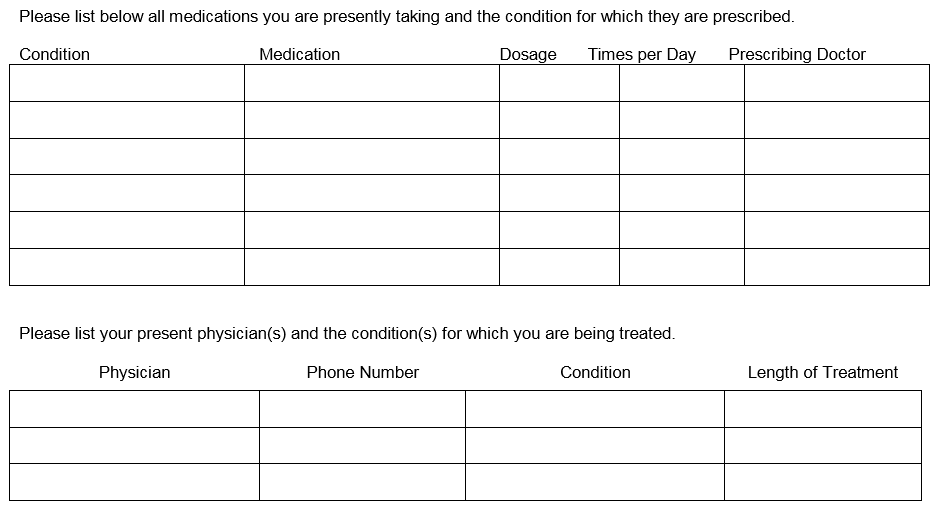 Please list below all medications you are presently taking and the condition for which they are prescribed.
Condition Medication Dosage Times per Day Prescribing Doctor
Please list your present physician(s) and the condition(s) for which you are being treated.
Physician Phone Number Condition Length of Treatment